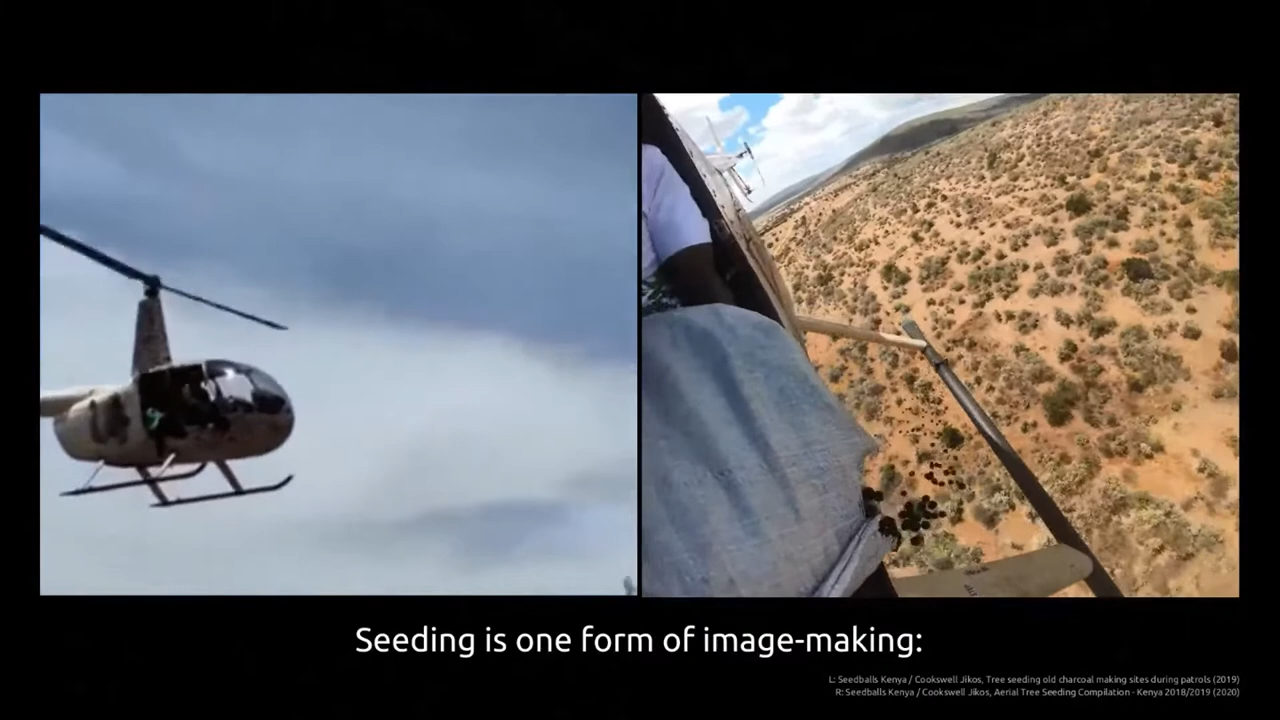 Seeding is one form of image-making:
L: Seedballs Kenya / Cookswell Jikos, Tree seeding old charcoal making sites during patrols (2019)
R: Seedballs Kenya / Cookswell Jikos, Aerial Tree Seeding Compilation - Kenya 2018/2019 (2020)